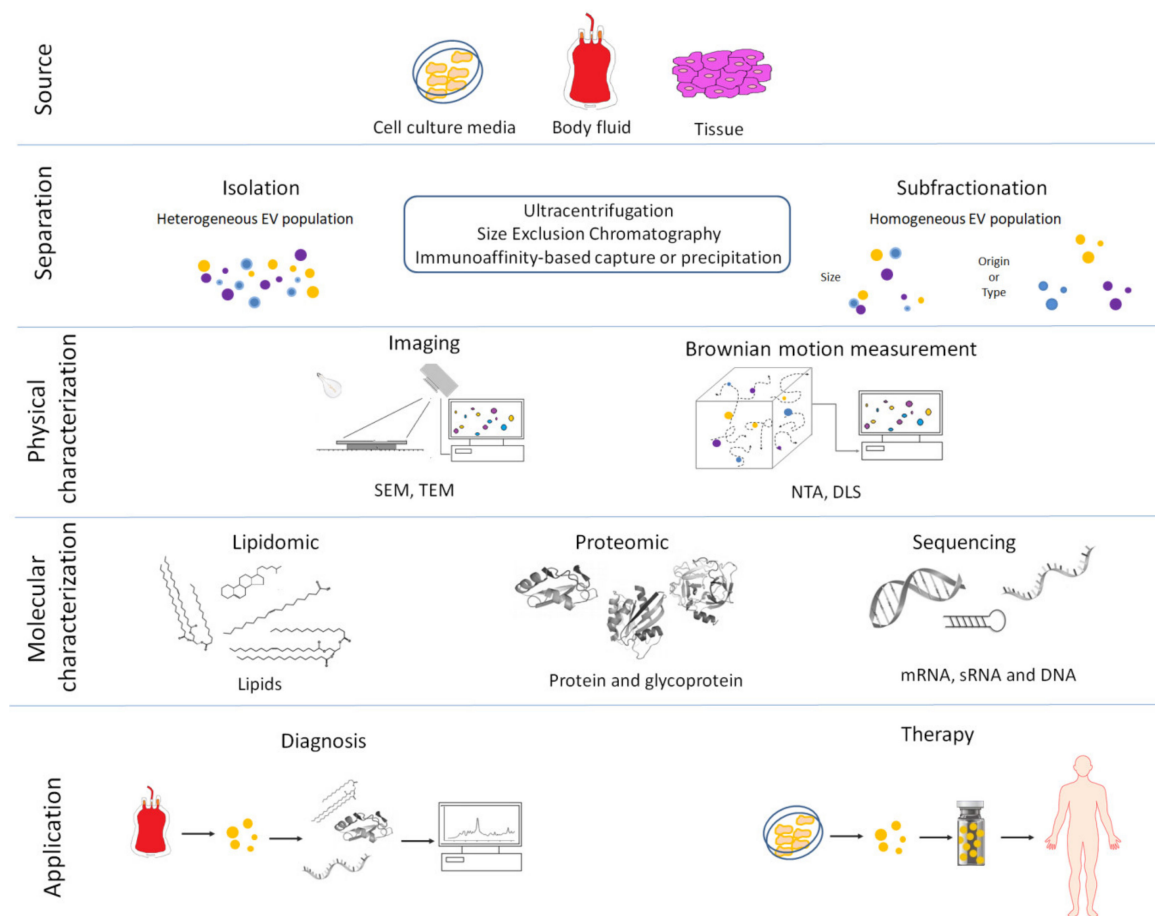 Source
Cell culture media
Body fluid
Tissue
Separation
Isolation
Heterogeneous EV population
Ultracentrifugation
Size Exclusion Chromatography
Immunoaffinity-based capture or precipitation
Subfractionation
Homogeneous EV population
Size
Origin
or
Type
Physical
characterization
Imaging
SEM, TEM
Brownian motion measurement
NTA, DLS
Molecular
characterization
Lipidomic
Lipids
Proteomic
Protein and glycoprotein
Sequencing
mRNA, sRNA and DNA
Application
Diagnosis
Therapy